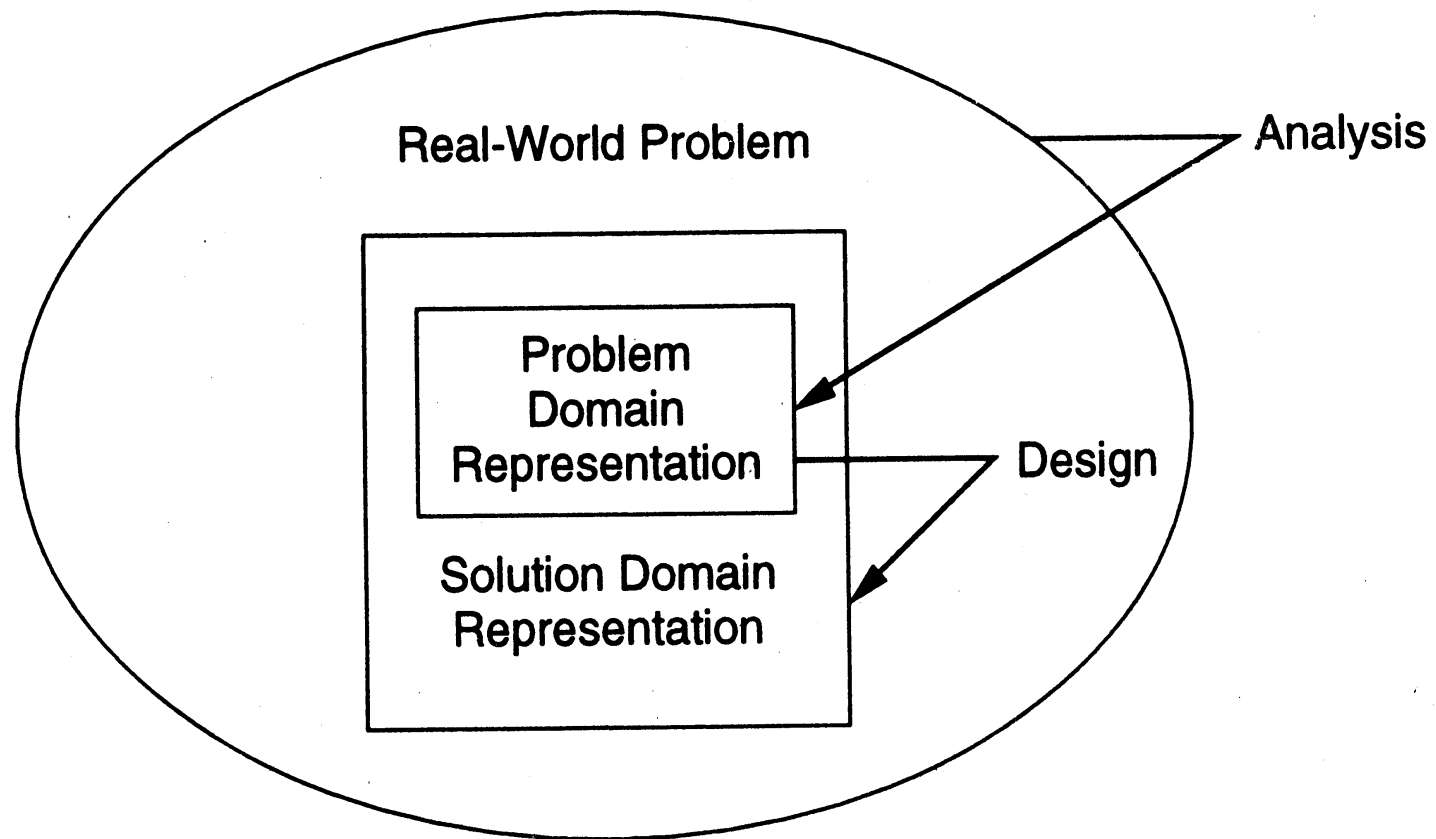 Real-World Problem
Analysis
Problem
Domain
Representation
Design
Solution Domain
Representation